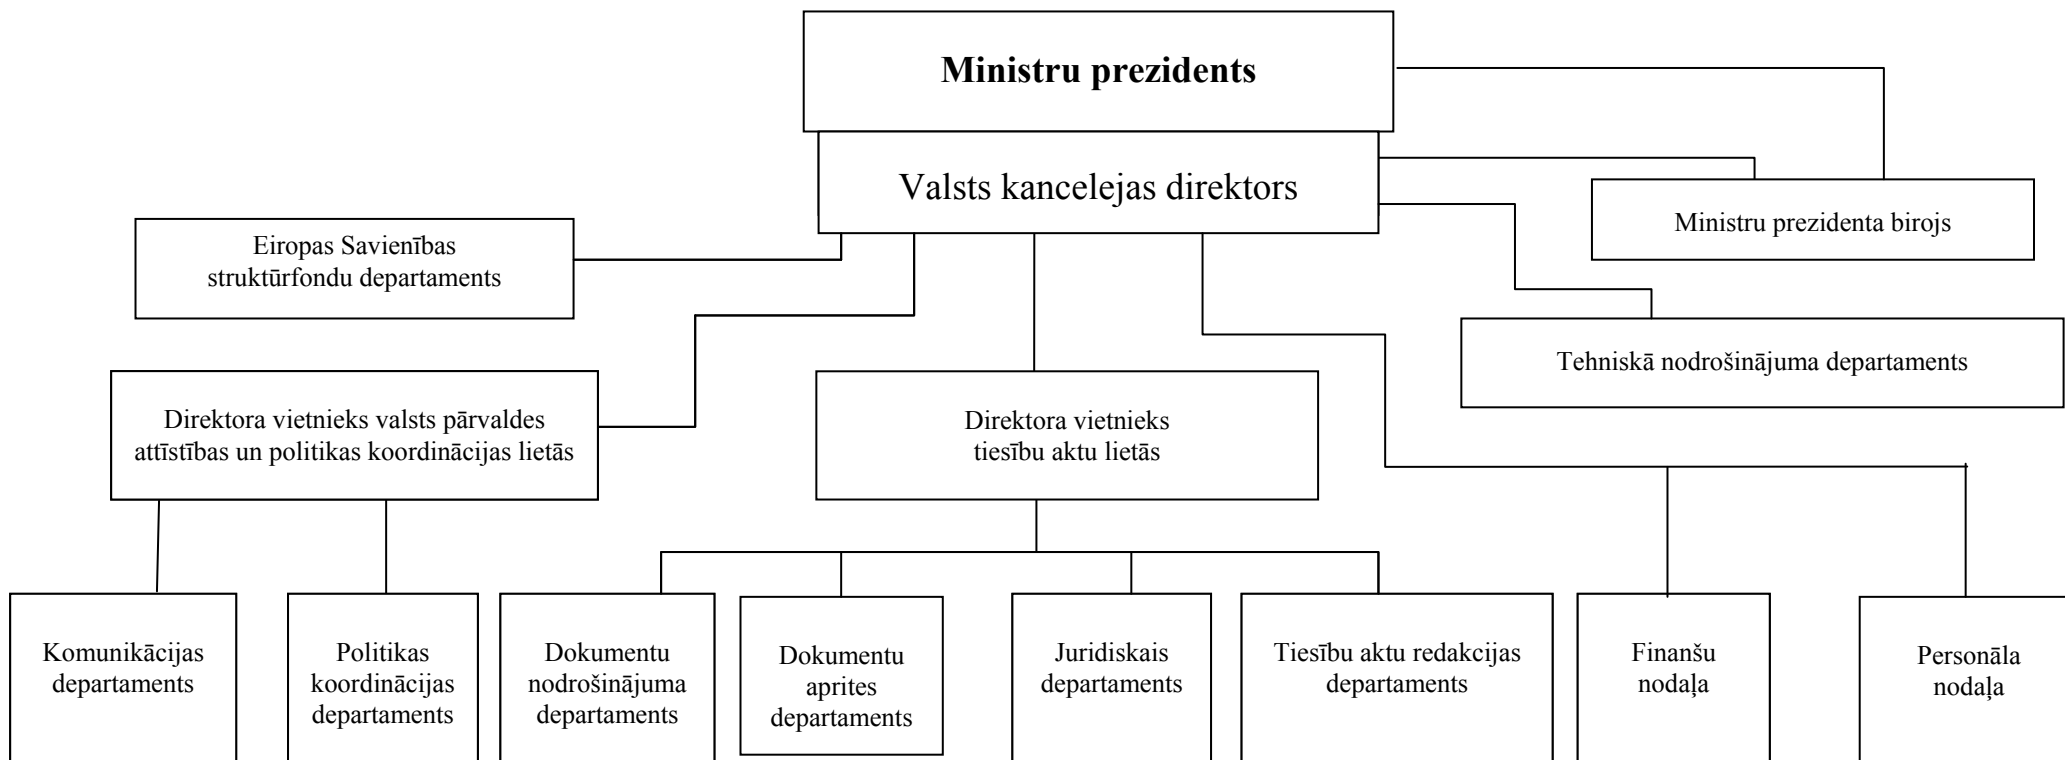 Ministru prezidents
Valsts kancelejas direktors
Ministru prezidenta birojs
Eiropas Savienības
struktūrfondu departaments
Tehniskā nodrošinājuma departaments
Direktora vietnieks valsts pārvaldes
attīstības un politikas koordinācijas lietās
Direktora vietnieks
tiesību aktu lietās
Komunikācijas
departaments
Politikas
koordinācijas
departaments
Dokumentu
nodrošinājuma
departaments
Dokumentu
aprites
departaments
Juridiskais
departaments
Tiesību aktu redakcijas
departaments
Finanšu
nodaļa
Personāla
nodaļa